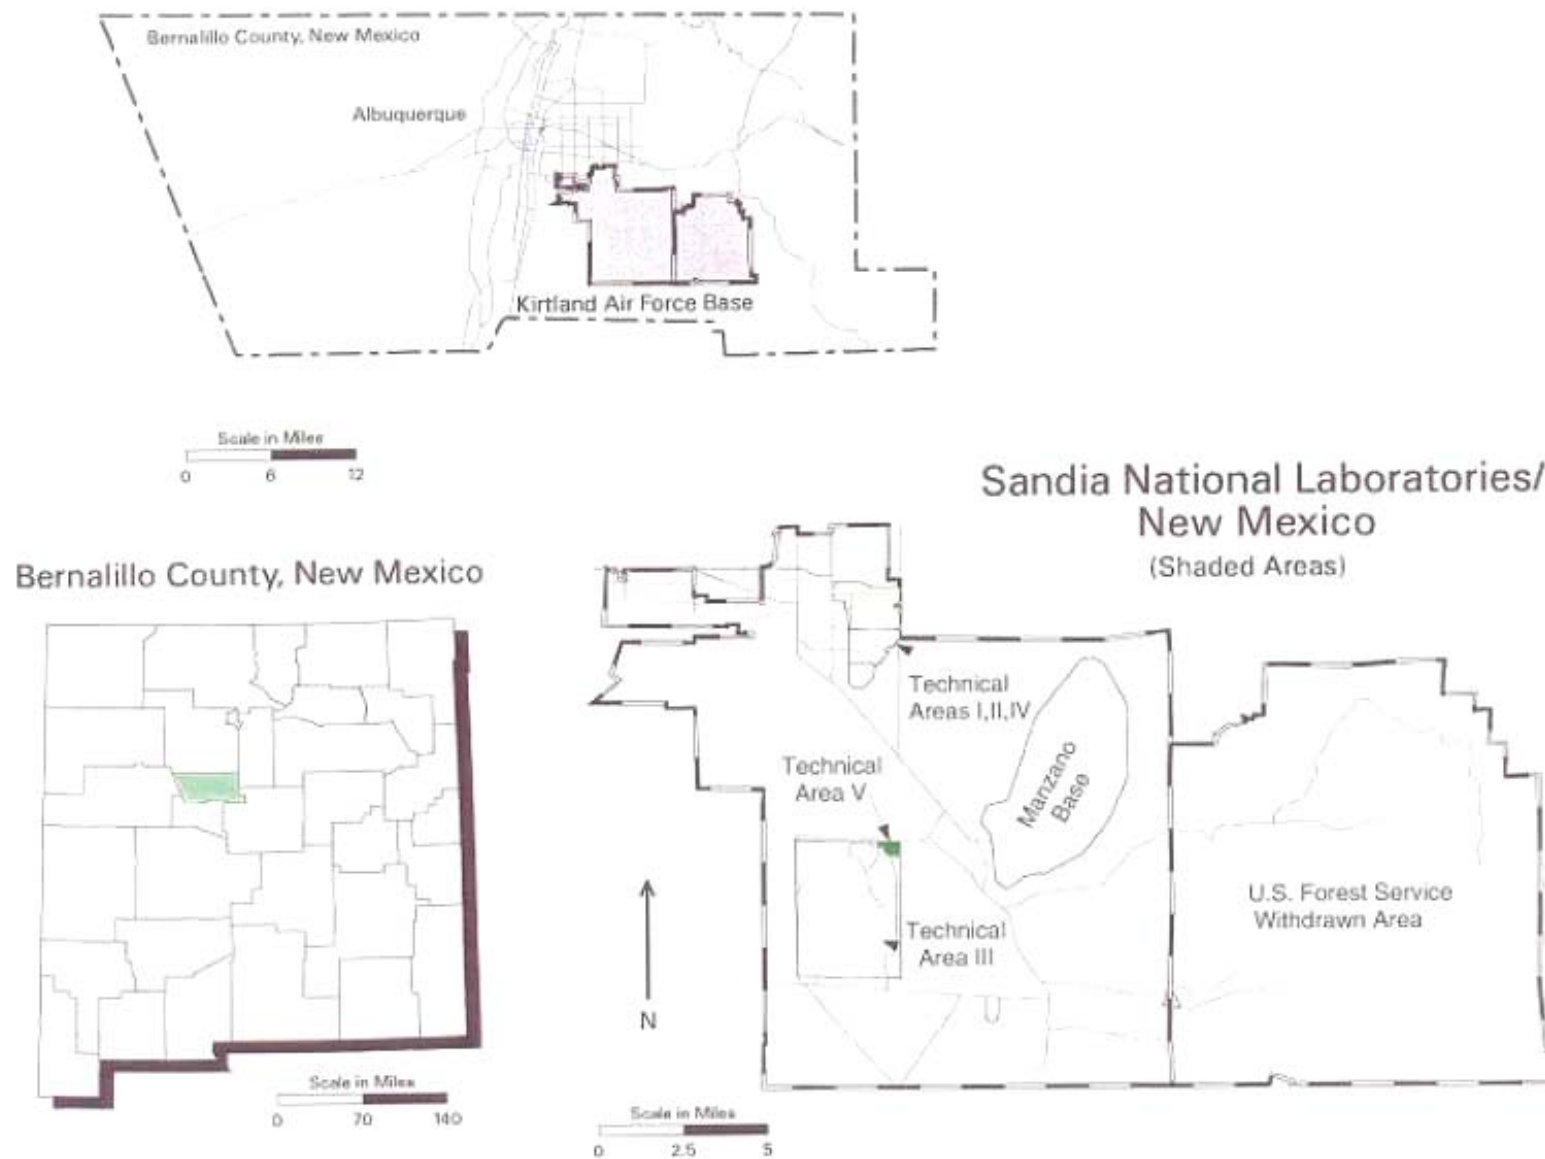 Bernalillo County, New Mexico
Albuquerque
Kirtland Air Force Base
Scale in Miles
0 6 12
Sandia National Laboratories/
New Mexico
(Shaded Areas)
Bernalillo County, New Mexico
Technical
Areas I,II,IV
Technical
Area V
Manzano
Base
U.S. Forest Service
Withdrawn Area
Technical
Area III
N
Scale in Miles
0 70 140
Scale in Miles
0 2.5 5